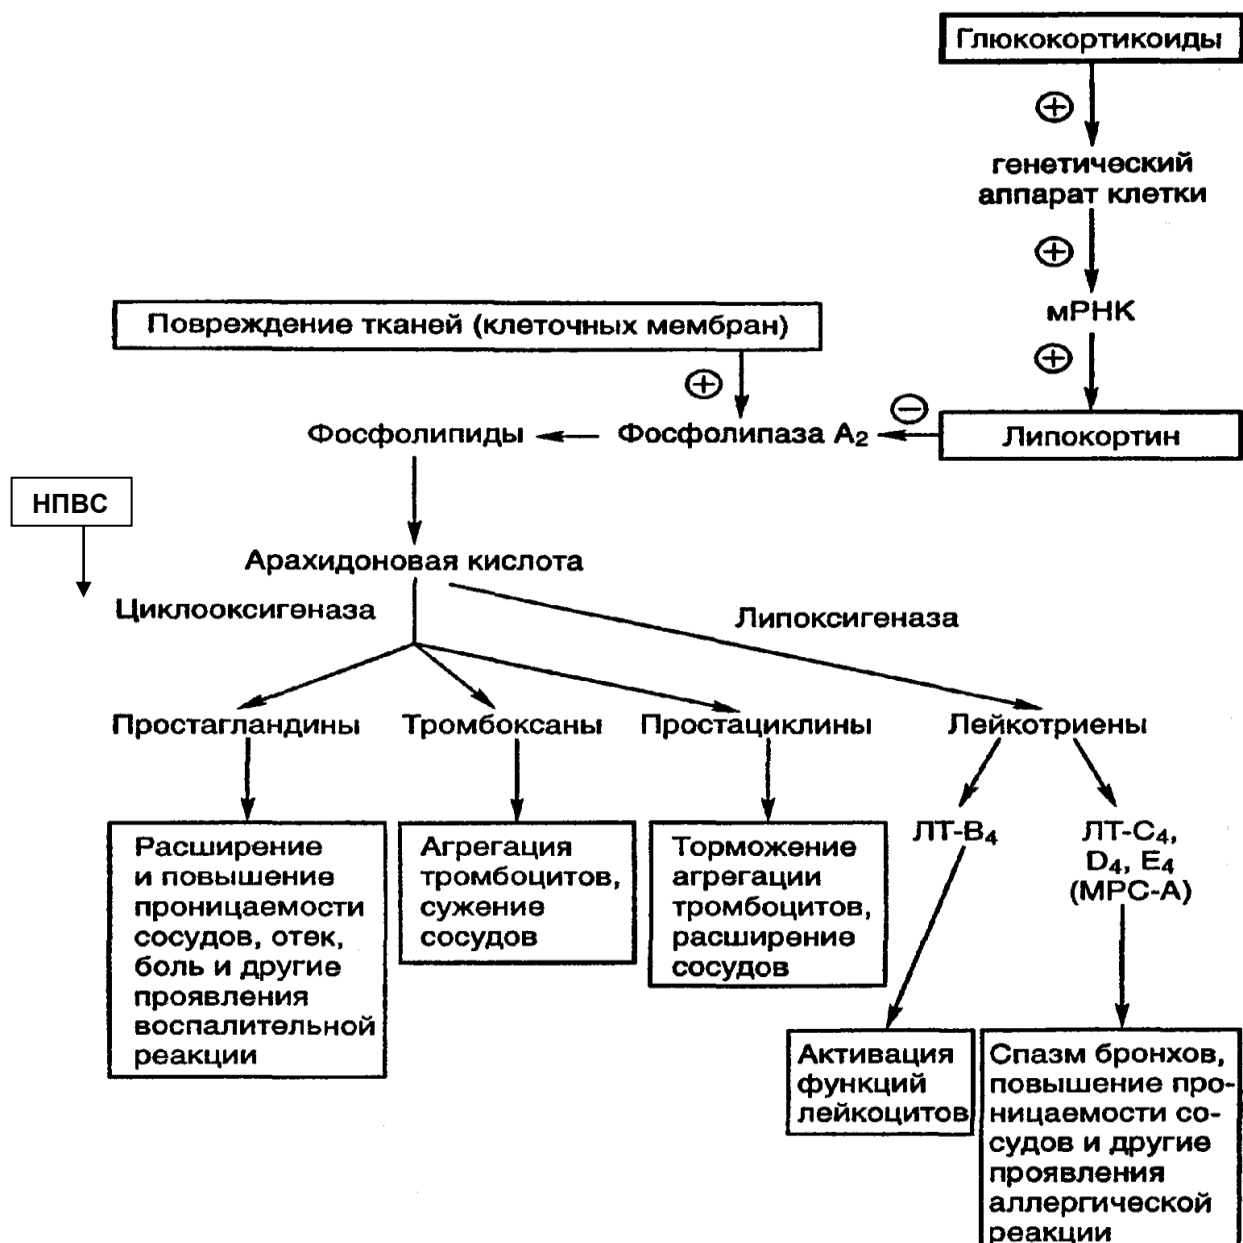 Глюкокортикоиды
+
генетический
аппарат клетки
+
мРНК
+
Повреждение тканей (клеточных мембран)
+
−
Фосфолипиды
Фосфолипаза А2
Липокортин
НПВС
Арахидоновая кислота
Циклооксигеназа
Липоксигеназа
Простагландины
Тромбоксаны
Простациклины
Лейкотриены
Расширение
и повышение
проницаемости
сосудов, отек,
боль и другие
проявления
воспалительной
реакции
Агрегация
тромбоцитов,
сужение
сосудов
Торможение
агрегации
тромбоцитов,
расширение
сосудов
ЛТ-В4
ЛТ-С4,
D4, Е4
(МРС-А)
Активация
функций
лейкоцитов
Спазм бронхов,
повышение про-
ницаемости со-
судов и другие
проявления
аллергической
реакции